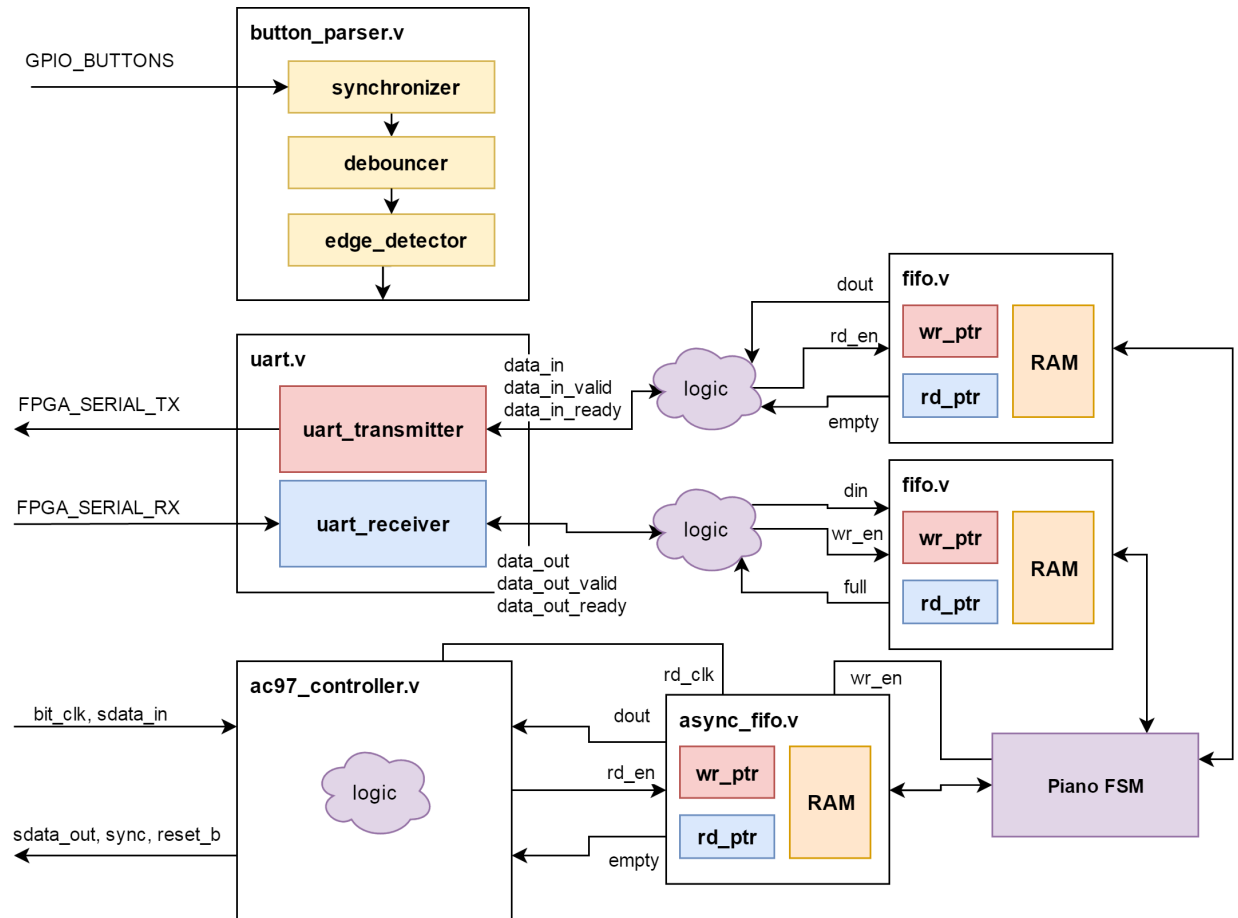 button_parser.v
GPIO_BUTTONS
synchronizer
debouncer
edge_detector
uart.v
FPGA_SERIAL_TX
uart_transmitter
data_in
data_in_valid
data_in_ready
logic
dout
rd_en
empty
fifo.v
wr_ptr
rd_ptr
RAM
FPGA_SERIAL_RX
uart_receiver
data_out
data_out_valid
data_out_ready
logic
din
wr_en
full
fifo.v
wr_ptr
rd_ptr
RAM
ac97_controller.v
bit_clk, sdata_in
logic
sdata_out, sync, reset_b
rd_clk
dout
rd_en
empty
async_fifo.v
wr_ptr
rd_ptr
RAM
wr_en
Piano FSM